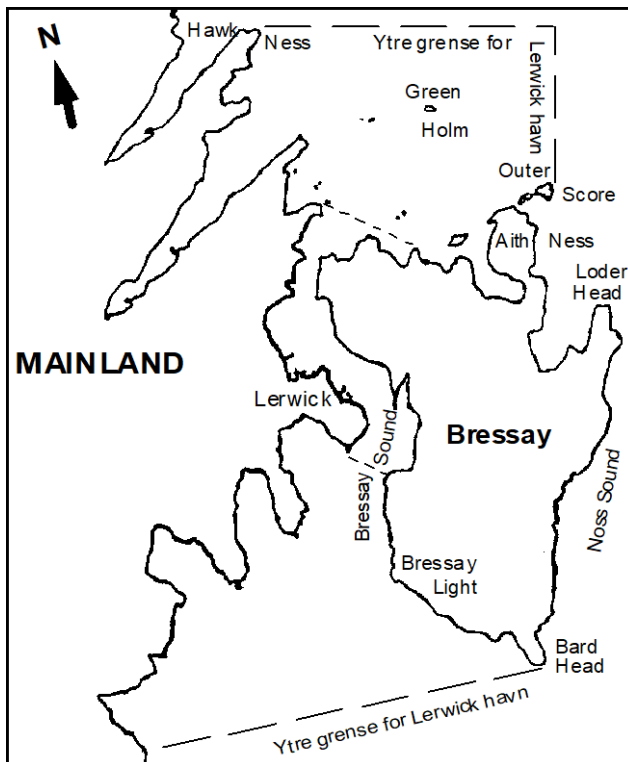 N
Hawk Ness
Ytre grense for
Lerwick havn
Green
Holm
Outer
Score
Aith Ness
Loder
Head
MAINLAND
Lerwick
Bressay Sound
Bressay
Noss Sound
Bressay
Light
Bard
Head
Ytre grense for Lerwick havn